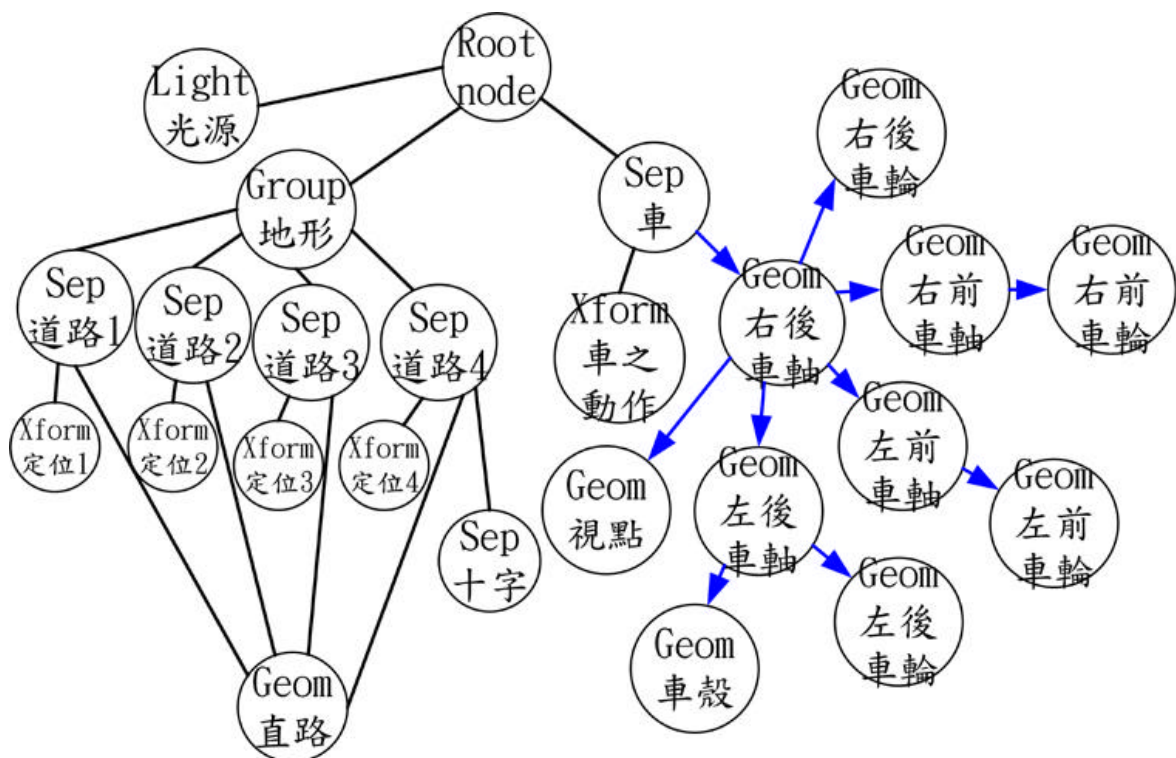 Root
node
Light
光源
Group
地形
Sep
車
Geom
右後
車輪
Sep
道路1
Sep
道路2
Sep
道路3
Sep
道路4
Xform
車之
動作
Geom
右後
車軸
Geom
右前
車軸
Geom
右前
車輪
Xform
定位1
Xform
定位2
Xform
定位3
Xform
定位4
Geom
左前
車軸
Geom
視點
Geom
左後
車軸
Geom
左前
車輪
Sep
十字
Geom
左後
車輪
Geom
直路
Geom
車殼